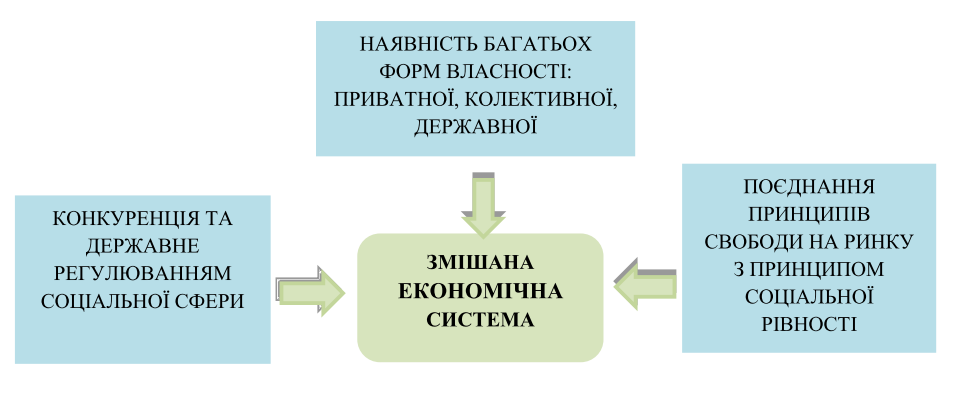 НАЯВНІСТЬ БАГАТЬОХ
ФОРМ ВЛАСНОСТІ:
ПРИВАТНОЇ, КОЛЕКТИВНОЇ,
ДЕРЖАВНОЇ
КОНКУРЕНЦІЯ ТА
ДЕРЖАВНЕ
РЕГУЛЮВАННЯМ
СОЦІАЛЬНОЇ СФЕРИ
ЗМІШАНА
ЕКОНОМІЧНА
СИСТЕМА
ПОЄДНАННЯ
ПРИНЦИПІВ
СВОБОДИ НА РИНКУ
З ПРИНЦИПОМ
СОЦІАЛЬНОЇ
РІВНОСТІ